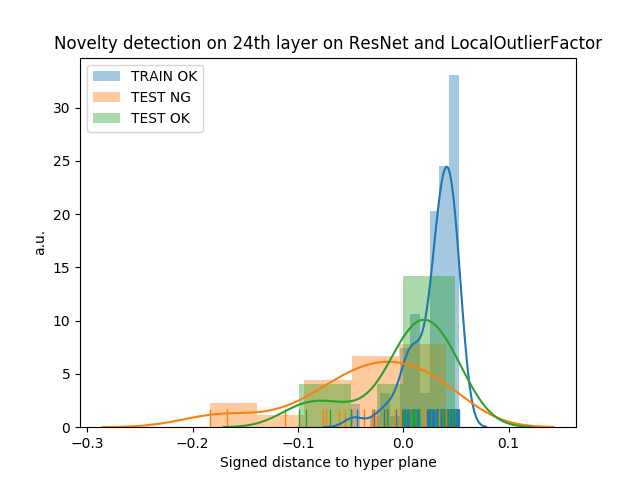 Novelty detection on 24th layer on ResNet and LocalOutlierFactor
TRAIN OK
TEST NG
TEST OK
a.u.
30
25
20
15
10
5
0
−0.3
−0.2
−0.1
0.0
0.1
Signed distance to hyper plane